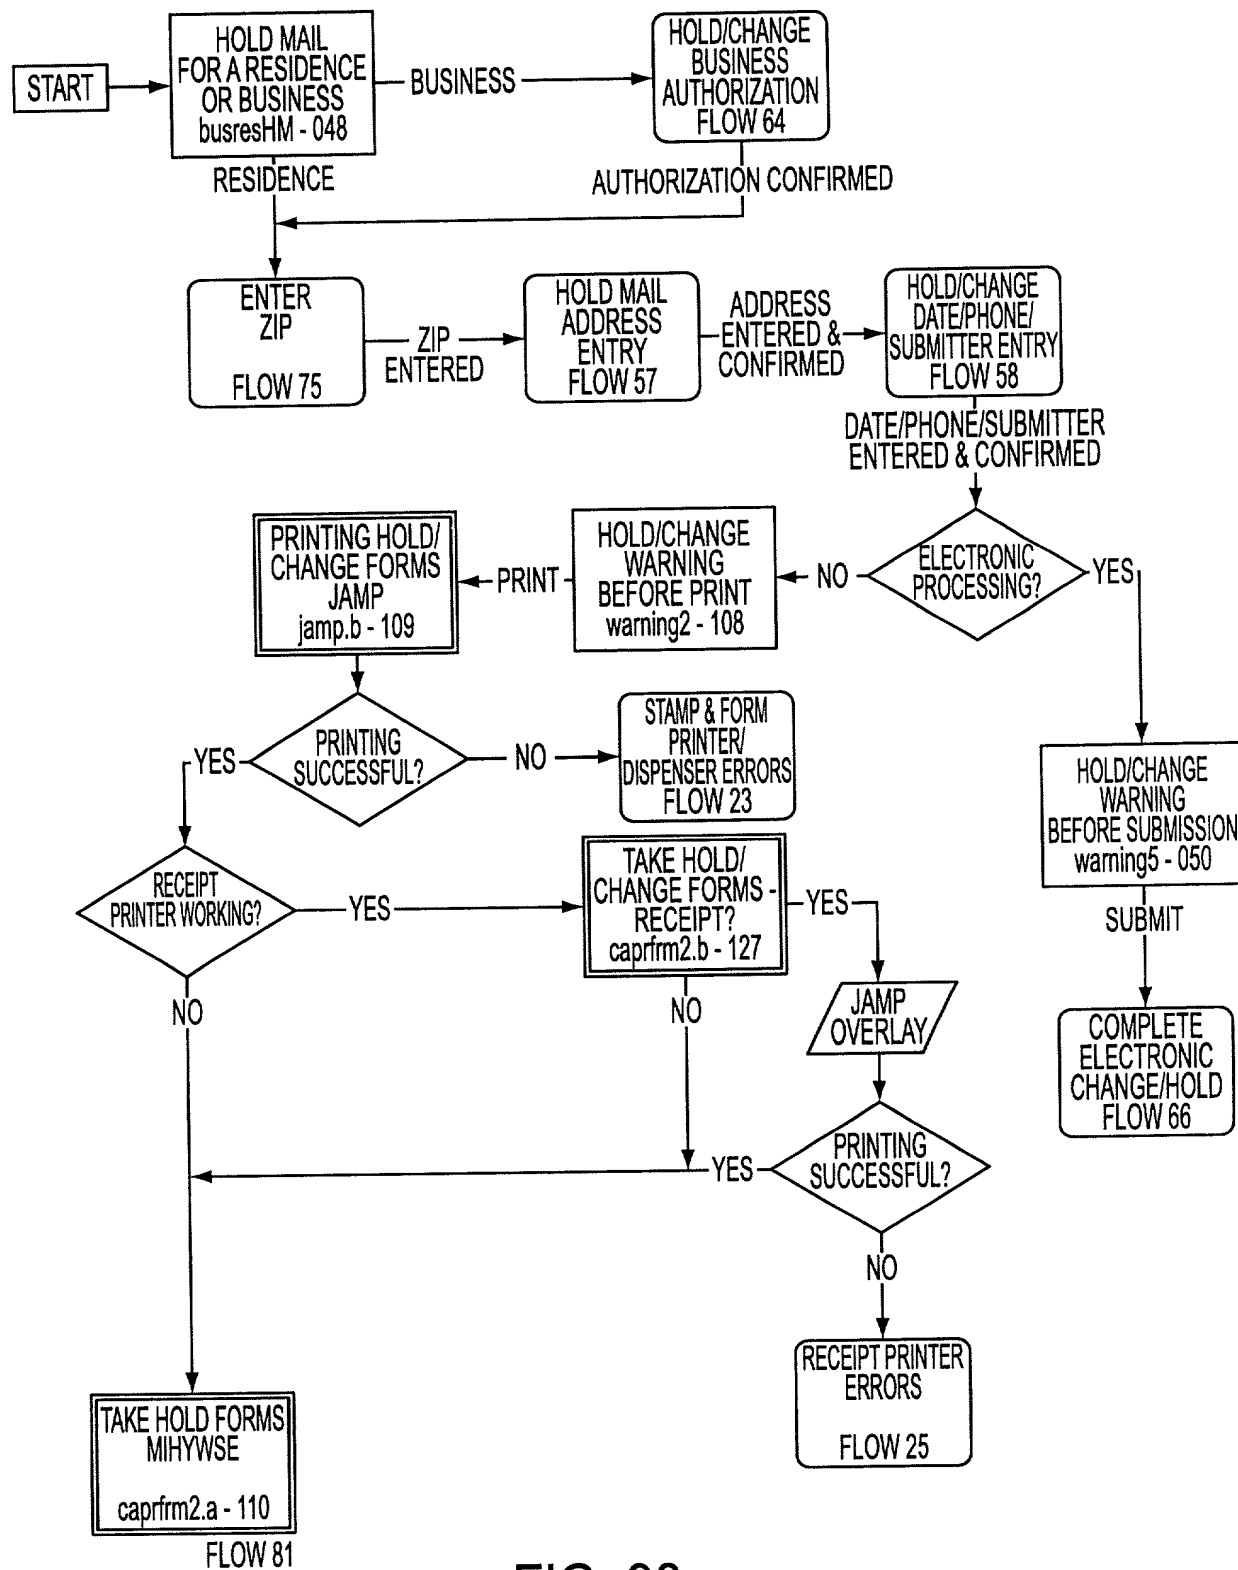 START
HOLD MAIL
FOR A RESIDENCE
OR BUSINESS
busresHM - 048
BUSINESS
HOLD/CHANGE
BUSINESS
AUTHORIZATION
FLOW 64
RESIDENCE
AUTHORIZATION CONFIRMED
ENTER
ZIP
FLOW 75
ZIP
ENTERED
HOLD MAIL
ADDRESS
ENTRY
FLOW 57
ADDRESS
ENTERED &
CONFIRMED
HOLD/CHANGE
DATE/PHONE/
SUBMITTER ENTRY
FLOW 58
DATE/PHONE/SUBMITTER
ENTERED & CONFIRMED
ELECTRONIC
PROCESSING?
YES
NO
HOLD/CHANGE
WARNING
BEFORE PRINT
warning2 - 108
PRINT
PRINTING HOLD/
CHANGE FORMS
JAMP
jamp.b - 109
PRINTING
SUCCESSFUL?
YES
NO
STAMP & FORM
PRINTER/
DISPENSER ERRORS
FLOW 23
HOLD/CHANGE
WARNING
BEFORE SUBMISSION
warning5 - 050
SUBMIT
COMPLETE
ELECTRONIC
CHANGE/HOLD
FLOW 66
RECEIPT
PRINTER WORKING?
YES
NO
TAKE HOLD/
CHANGE FORMS -
RECEIPT?
caprfrm2.b - 127
YES
NO
JAMP
OVERLAY
PRINTING
SUCCESSFUL?
YES
NO
RECEIPT PRINTER
ERRORS
FLOW 25
TAKE HOLD FORMS
MIHYWSE
caprfrm2.a - 110
FLOW 81